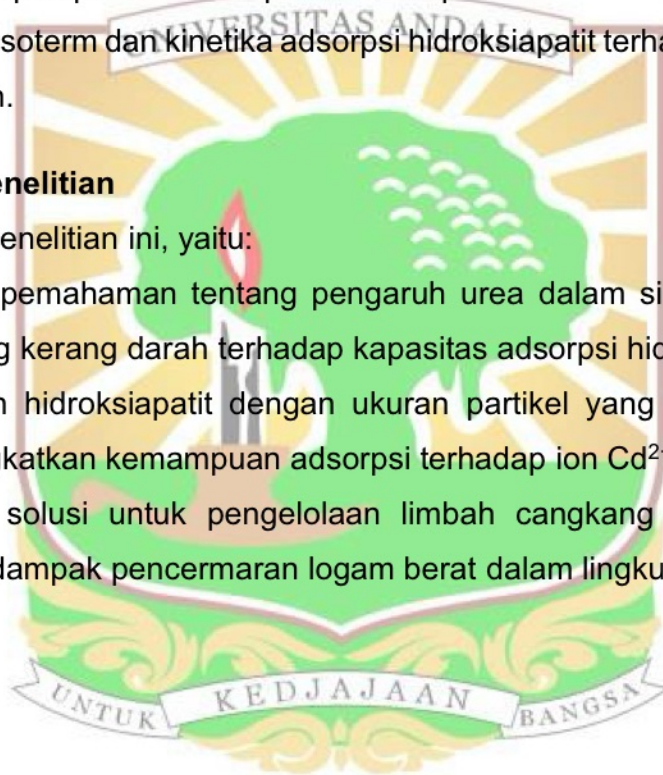 UNIVERSITAS ANDALAS
soterm dan kinetika adsorpsi hidroksiapatit terha
n.
enelitian
enelitian ini, yaitu:
pemahaman tentang pengaruh urea dalam si
g kerang darah terhadap kapasitas adsorpsi hid
n hidroksiapatit dengan ukuran partikel yang
gkatkan kemampuan adsorpsi terhadap ion Cd²⁺
solusi untuk pengelolaan limbah cangkang
dampak pencermaran logam berat dalam lingku
UNTUK KEDJAJAAN BANGSA